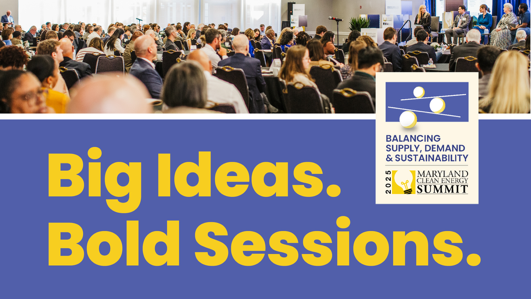 BALANCING
SUPPLY, DEMAND
& SUSTAINABILITY
2025
MARYLAND
CLEAN ENERGY
SUMMIT
Big Ideas.
Bold Sessions.